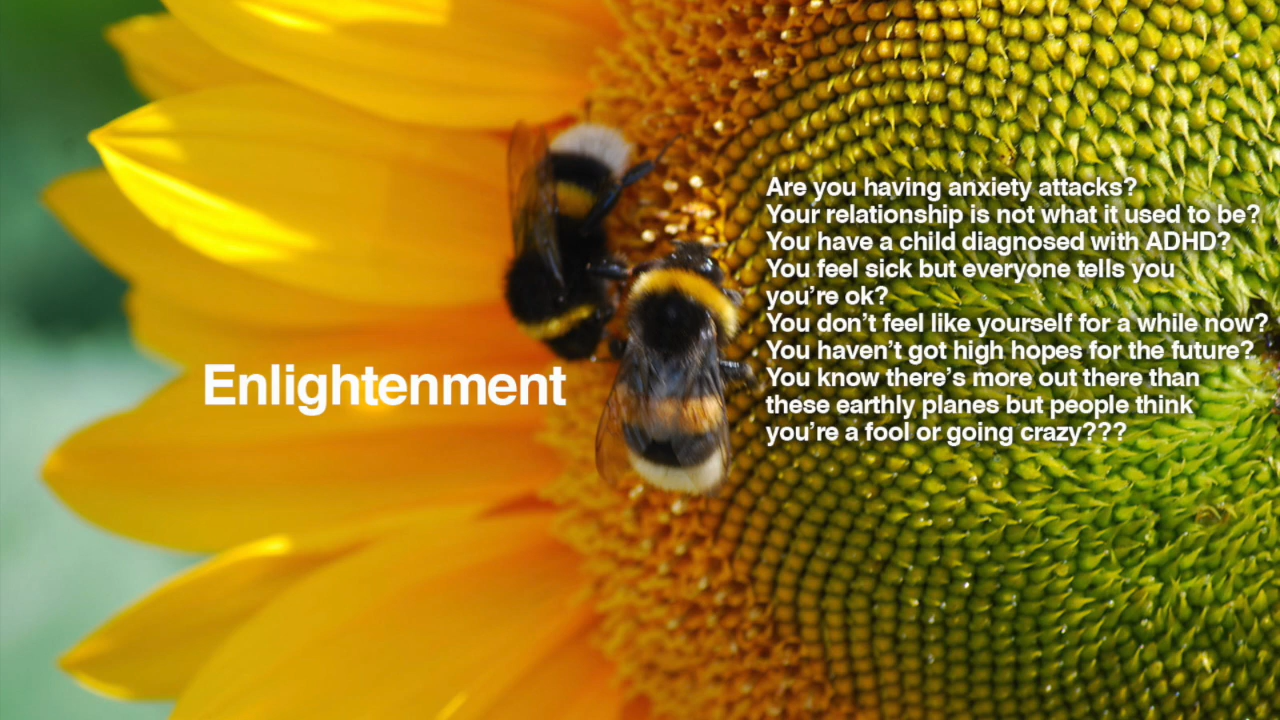 Enlightenment
Are you having anxiety attacks?
Your relationship is not what it used to be?
You have a child diagnosed with ADHD?
You feel sick but everyone tells you
you’re ok?
You don’t feel like yourself for a while now?
You haven’t got high hopes for the future?
You know there’s more out there than
these earthly planes but people think
you’re a fool or going crazy???